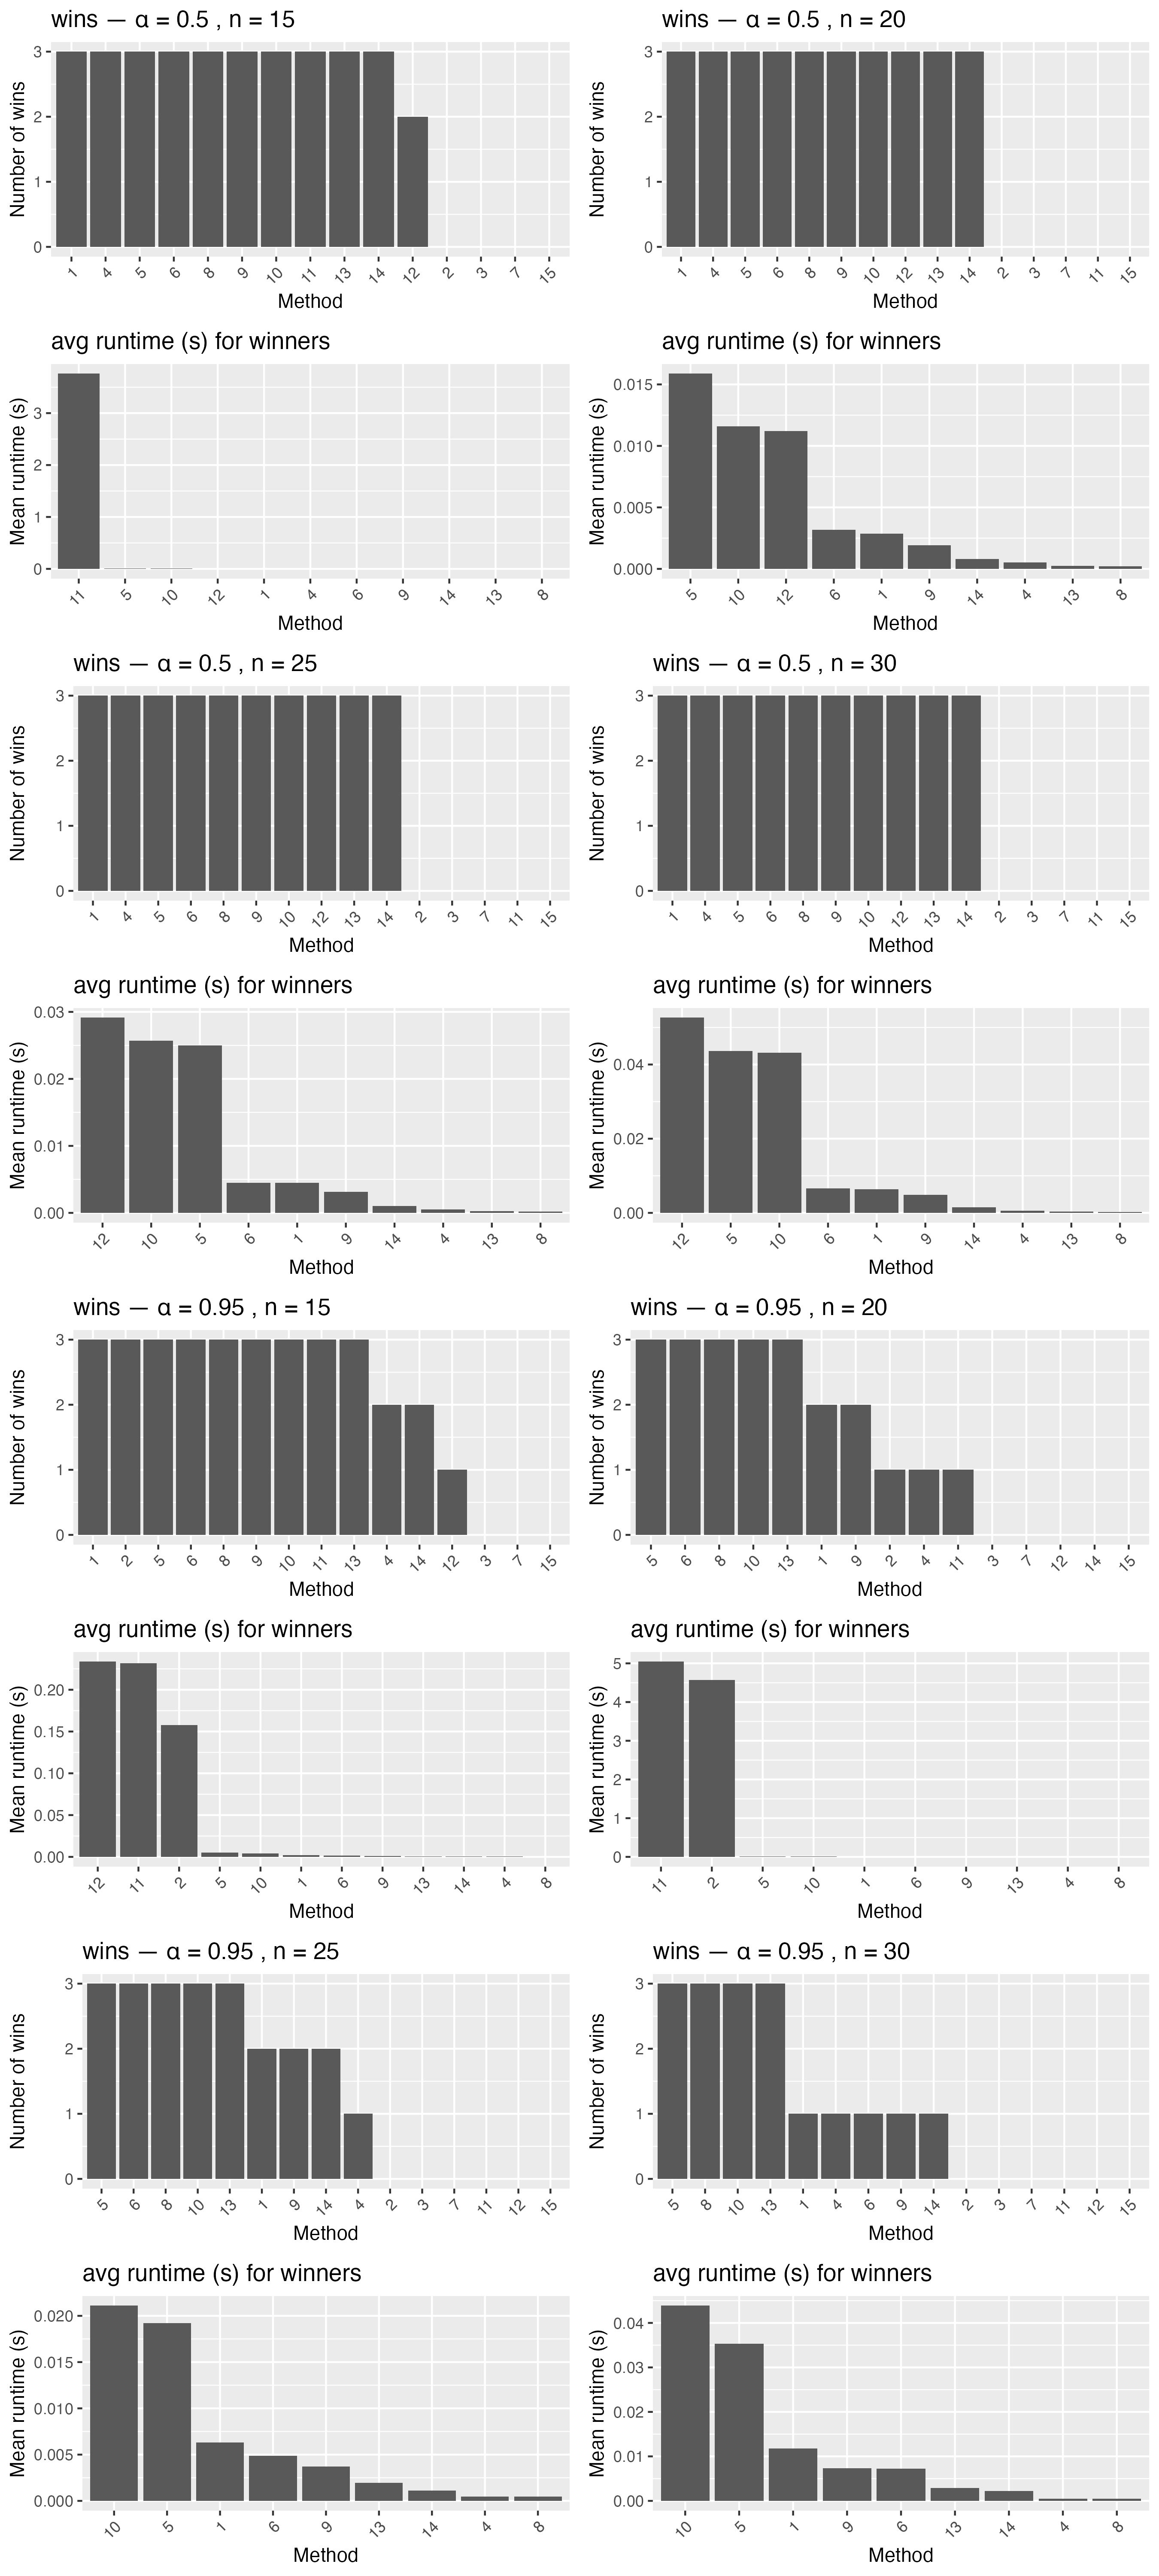 wins — α = 0.5 , n = 15
Number of wins
3
2
1
0
1 4 5 6 8 9 10 11 13 14 12 2 3 7 15
Method
wins — α = 0.5 , n = 20
Number of wins
3
2
1
0
1 4 5 6 8 9 10 12 13 14 2 3 7 11 15
Method
avg runtime (s) for winners
Mean runtime (s)
3
2
1
0
11 5 10 12 1 4 6 9 14 13 8
Method
avg runtime (s) for winners
Mean runtime (s)
0.015
0.010
0.005
0.000
5 10 12 6 1 9 14 4 13 8
Method
wins — α = 0.5 , n = 25
Number of wins
3
2
1
0
1 4 5 6 8 9 10 12 13 14 2 3 7 11 15
Method
wins — α = 0.5 , n = 30
Number of wins
3
2
1
0
1 4 5 6 8 9 10 12 13 14 2 3 7 11 15
Method
avg runtime (s) for winners
Mean runtime (s)
0.03
0.02
0.01
0.00
12 10 5 6 1 9 14 4 13 8
Method
avg runtime (s) for winners
Mean runtime (s)
0.04
0.02
0.00
12 5 10 6 1 9 14 4 13 8
Method
wins — α = 0.95 , n = 15
Number of wins
3
2
1
0
1 2 5 6 8 9 10 11 13 4 14 12 3 7 15
Method
wins — α = 0.95 , n = 20
Number of wins
3
2
1
0
5 6 8 10 13 1 9 2 4 11 3 7 12 14 15
Method
avg runtime (s) for winners
Mean runtime (s)
0.20
0.15
0.10
0.05
0.00
12 11 2 5 10 1 6 9 13 14 4 8
Method
avg runtime (s) for winners
Mean runtime (s)
5
4
3
2
1
0
11 2 5 10 1 6 9 13 4 8
Method
wins — α = 0.95 , n = 25
Number of wins
3
2
1
0
5 6 8 10 13 1 9 14 4 2 3 7 11 12 15
Method
wins — α = 0.95 , n = 30
Number of wins
3
2
1
0
5 8 10 13 1 4 6 9 14 2 3 7 11 12 15
Method
avg runtime (s) for winners
Mean runtime (s)
0.020
0.015
0.010
0.005
0.000
10 5 1 6 9 13 14 4 8
Method
avg runtime (s) for winners
Mean runtime (s)
0.04
0.03
0.02
0.01
0.00
10 5 1 9 6 13 14 4 8
Method